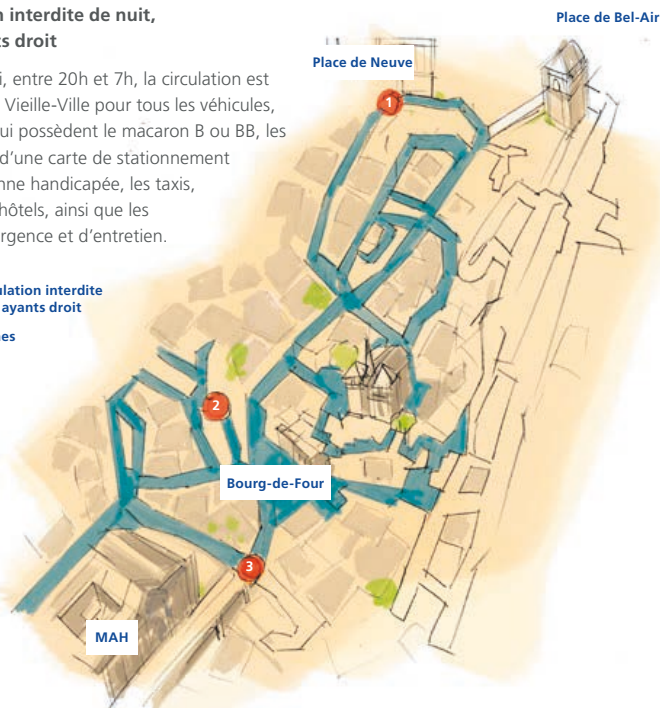 n interdite de nuit,
ts droit
i, entre 20h et 7h, la circulation est
Vieille-Ville pour tous les véhicules,
ui possèdent le macaron B ou BB, les
d’une carte de stationnement
nne handicapée, les taxis,
hôtels, ainsi que les
rgence et d’entretien.
ulation interdite
ayants droit
es
Place de Bel-Air
Place de Neuve
1
2
Bourg-de-Four
3
MAH